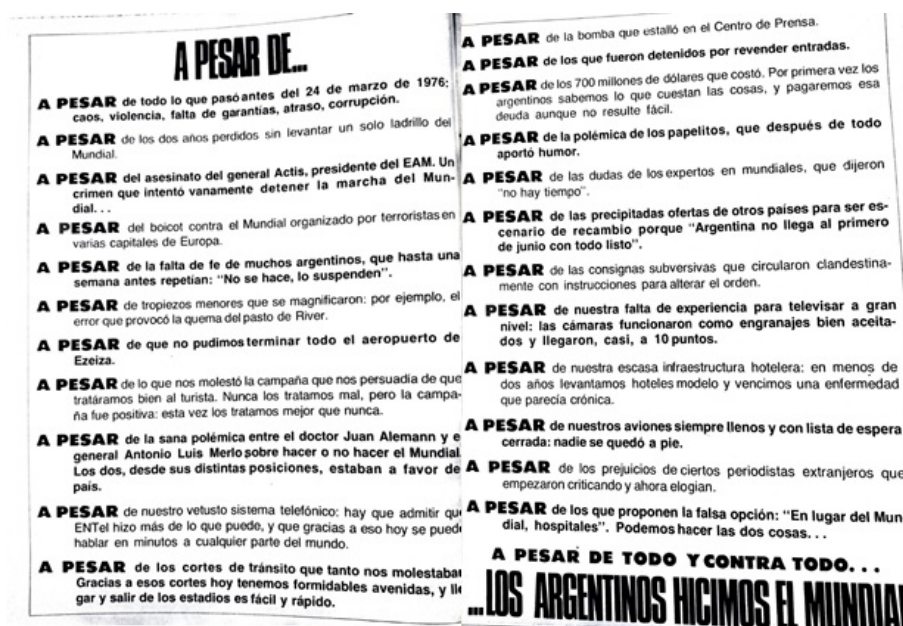 A PESAR DE...
A PESAR de todo lo que pasó antes del 24 de marzo de 1976:
caos, violencia, falta de garantías, atraso, corrupción.
A PESAR de los dos años perdidos sin levantar un solo ladrillo del
Mundial.
A PESAR del asesinato del general Actis, presidente del EAM. Un
crimen que intentó vanamente detener la marcha del Mun-
dial...
A PESAR del boicot contra el Mundial organizado por terroristas en
varias capitales de Europa.
A PESAR de la falta de fe de muchos argentinos, que hasta una
semana antes repetían: “No se hace, lo suspenden”.
A PESAR de tropiezos menores que se magnificaron: por ejemplo, el
error que provocó la quema del pasto de River.
A PESAR de que no pudimos terminar todo el aeropuerto de
Ezeiza.
A PESAR de lo que nos molestó la campaña que nos persuadía de que
tratáramos bien al turista. Nunca los tratamos mal, pero la campa-
ña fue positiva: esta vez los tratamos mejor que nunca.
A PESAR de la sana polémica entre el doctor Juan Alemann y e
general Antonio Luis Merlo sobre hacer o no hacer el Mundial.
Los dos, desde sus distintas posiciones, estaban a favor de
país.
A PESAR de nuestro vetusto sistema telefónico: hay que admitir que
ENTel hizo más de lo que puede, y que gracias a eso hoy se puede
hablar en minutos a cualquier parte del mundo.
A PESAR de los cortes de tránsito que tanto nos molestaban
Gracias a esos cortes hoy tenemos formidables avenidas, y lle
gar y salir de los estadios es fácil y rápido.
A PESAR de la bomba que estalló en el Centro de Prensa.
A PESAR de los que fueron detenidos por revender entradas.
A PESAR de los 700 millones de dólares que costó. Por primera vez los
argentinos sabemos lo que cuestan las cosas, y pagaremos esa
deuda aunque no resulte fácil.
A PESAR de la polémica de los papelitos, que después de todo
aportó humor.
A PESAR de las dudas de los expertos en mundiales, que dijeron
“no hay tiempo”.
A PESAR de las precipitadas ofertas de otros países para ser es-
cenario de recambio porque “Argentina no llega al primero
de junio con todo listo”.
A PESAR de las consignas subversivas que circularon clandestina-
mente con instrucciones para alterar el orden.
A PESAR de nuestra falta de experiencia para televisar a gran
nivel: las cámaras funcionaron como engranajes bien aceita-
dos y llegaron, casi, a 10 puntos.
A PESAR de nuestra escasa infraestructura hotelera: en menos de
dos años levantamos hoteles modelo y vencimos una enfermedad
que parecía crónica.
A PESAR de nuestros aviones siempre llenos y con lista de espera
cerrada: nadie se quedó a pie.
A PESAR de los prejuicios de ciertos periodistas extranjeros que
empezaron criticando y ahora elogian.
A PESAR de los que proponen la falsa opción: “En lugar del Mun
dial, hospitales”. Podemos hacer las dos cosas...
A PESAR DE TODO Y CONTRA TODO...
...LOS ARGENTINOS HICIMOS EL MUNDIAL